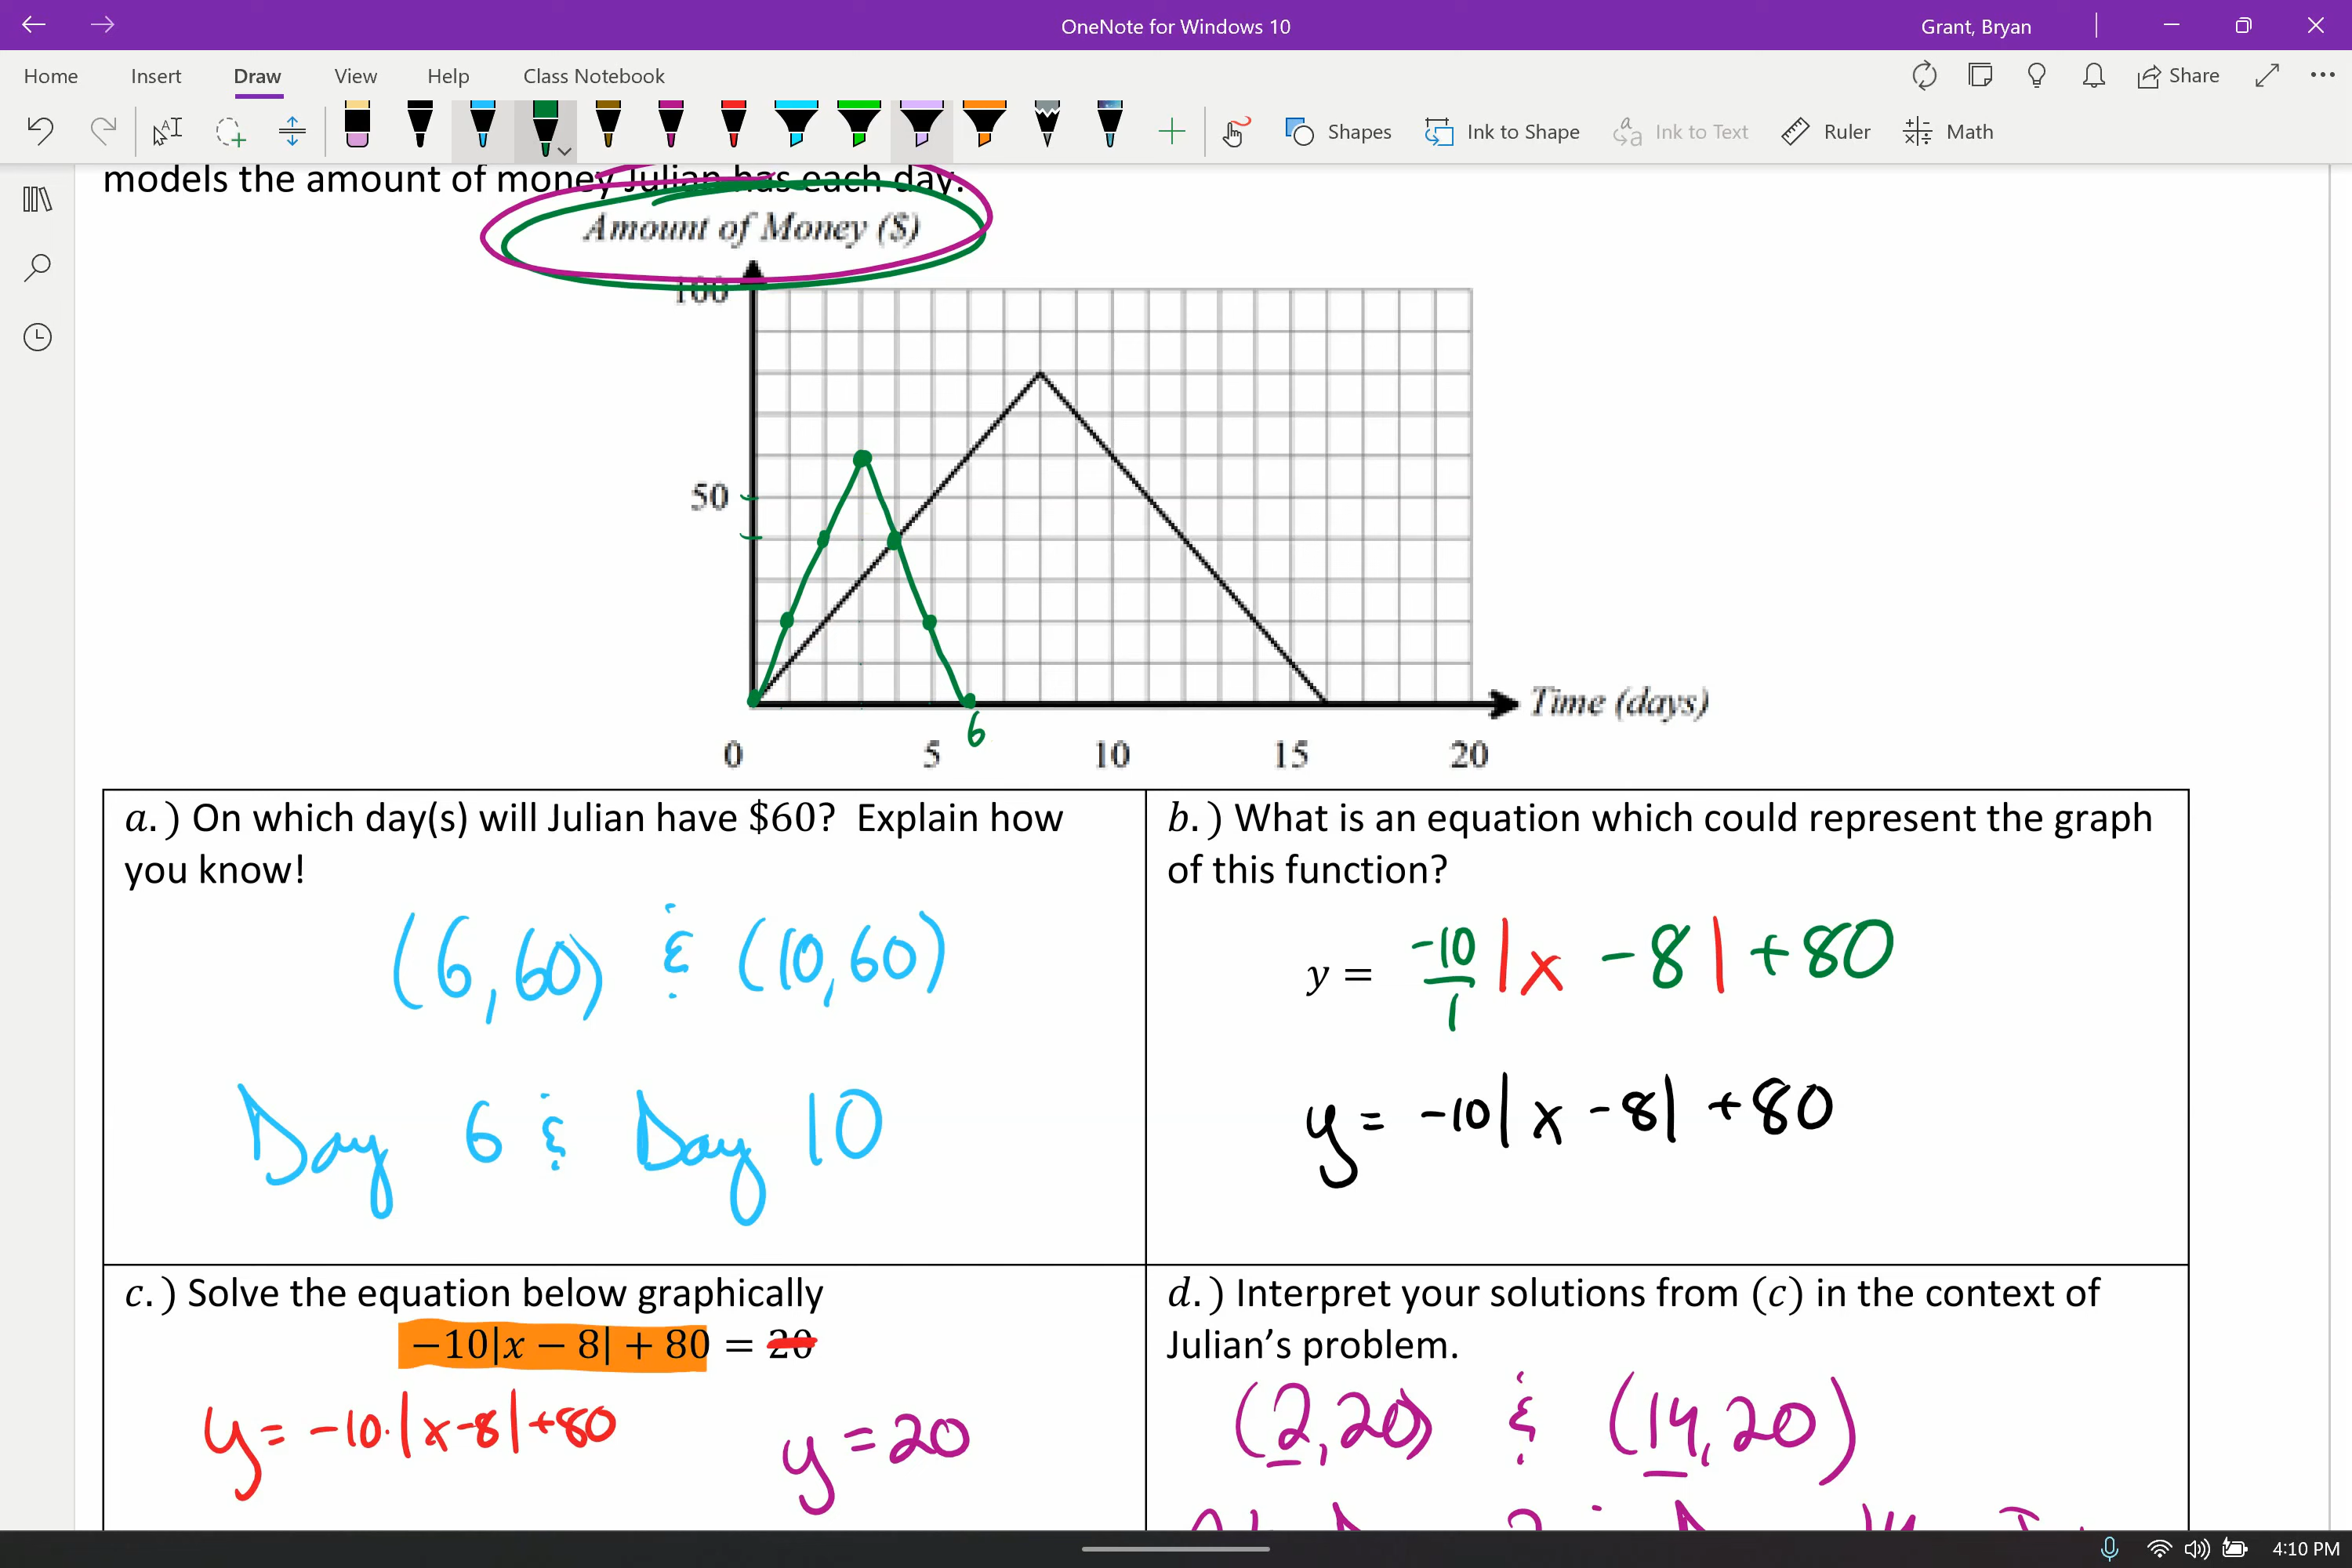 OneNote for Windows 10
Grant, Bryan
Home Insert Draw View Help Class Notebook
Share
Shapes Ink to Shape Ink to Text Ruler Math
models the amount of money Julian has each day.
Amount of Money ($)
100
50
Time (days)
6
0 5 10 15 20
a.) On which day(s) will Julian have $60? Explain how
you know!
(6,60) & (10,60)
Day 6 & Day 10
b.) What is an equation which could represent the graph
of this function?
y = -10/1 |x - 8| + 80
y = -10|x - 8| + 80
c.) Solve the equation below graphically
−10|x − 8| + 80 = 20
y = -10·|x-8|+80
y = 20
d.) Interpret your solutions from (c) in the context of
Julian’s problem.
(2,20) & (14,20)
4:10 PM